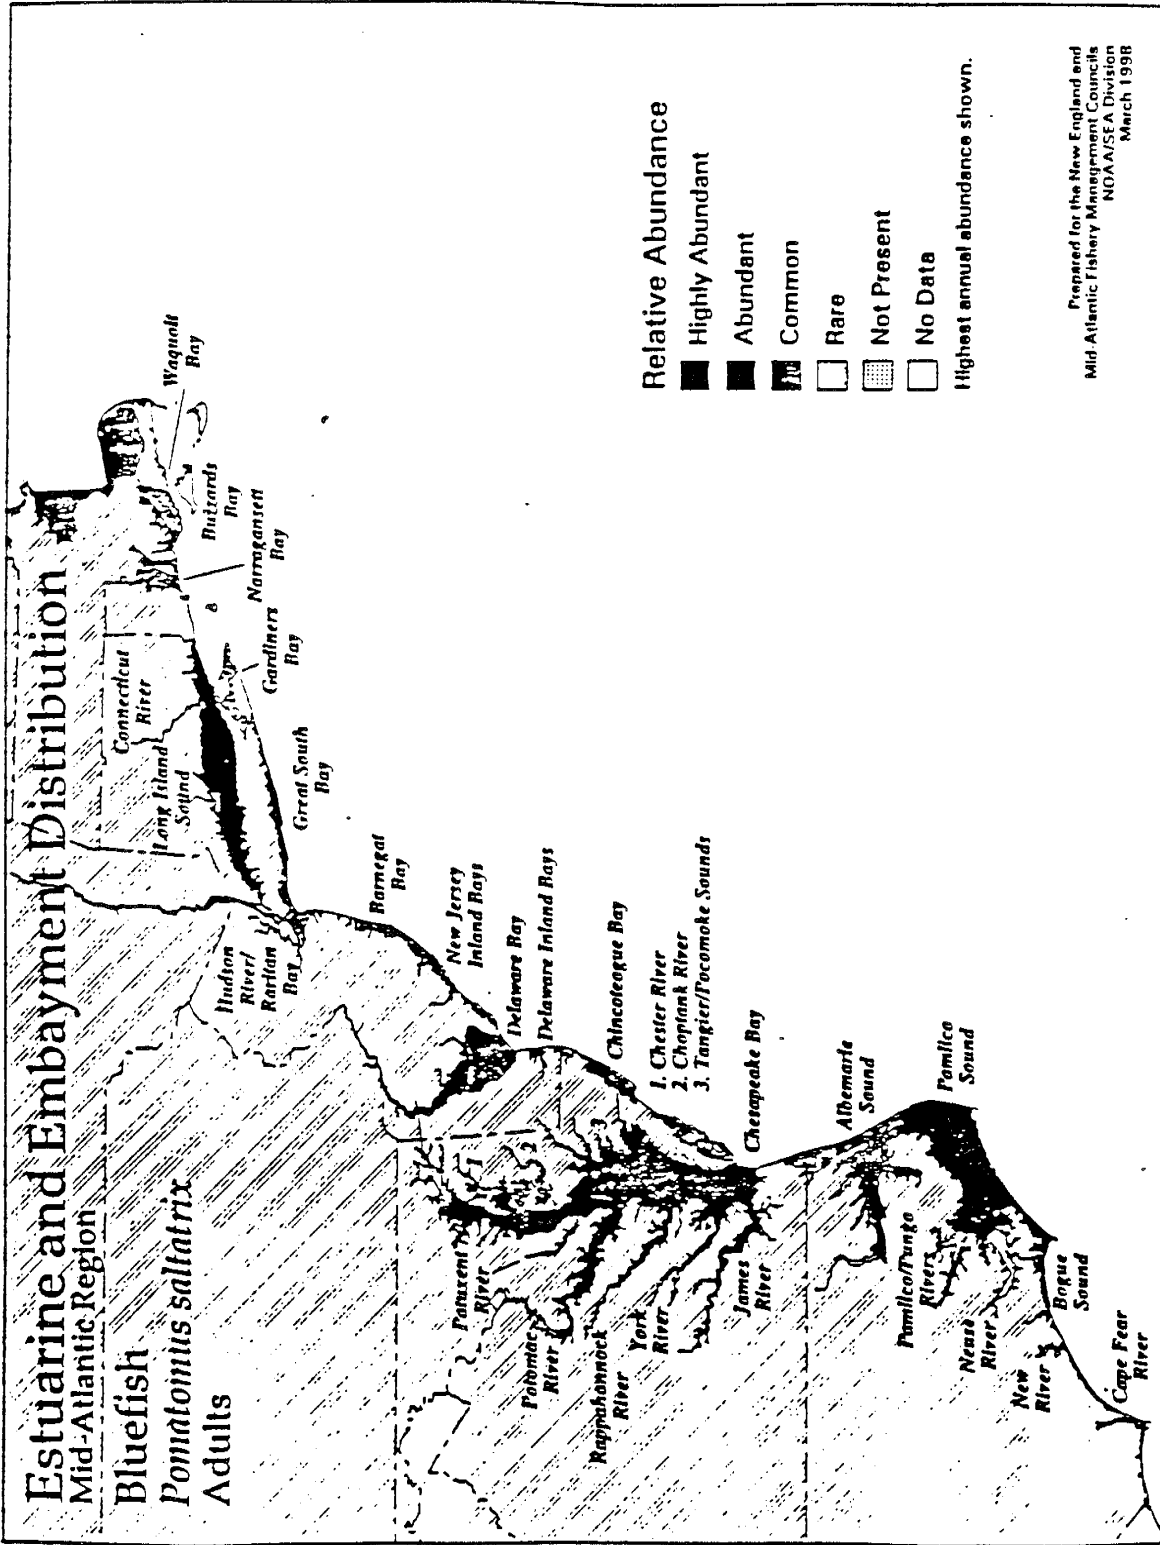 Estuarine and Embayment Distribution
Mid-Atlantic Region
Bluefish
Pomatomus saltatrix
Adults
Connecticut
River
Long Island
Sound
Waquoit
Bay
Buzzards
Bay
Narragansett
Bay
Gardiners
Bay
Great South
Bay
Hudson
River/
Raritan
Bay
Barnegat
Bay
New Jersey
Inland Bays
Delaware Bay
Delaware Inland Bays
Chincoteague Bay
1. Chester River
2. Choptank River
3. Tangier/Pocomoke Sounds
Chesapeake Bay
1
2
3
Patuxent
River
Potomac
River
Rappahannock
River
York
River
James
River
Albemarle
Sound
Pamlico
Sound
Pamlico/Pungo
Rivers
Neuse
River
New
River
Bogue
Sound
Cape Fear
River
Relative Abundance
Highly Abundant
Abundant
Common
Rare
Not Present
No Data
Highest annual abundance shown.
Prepared for the New England and
Mid-Atlantic Fishery Management Councils
NOAA/SEA Division
March 1998